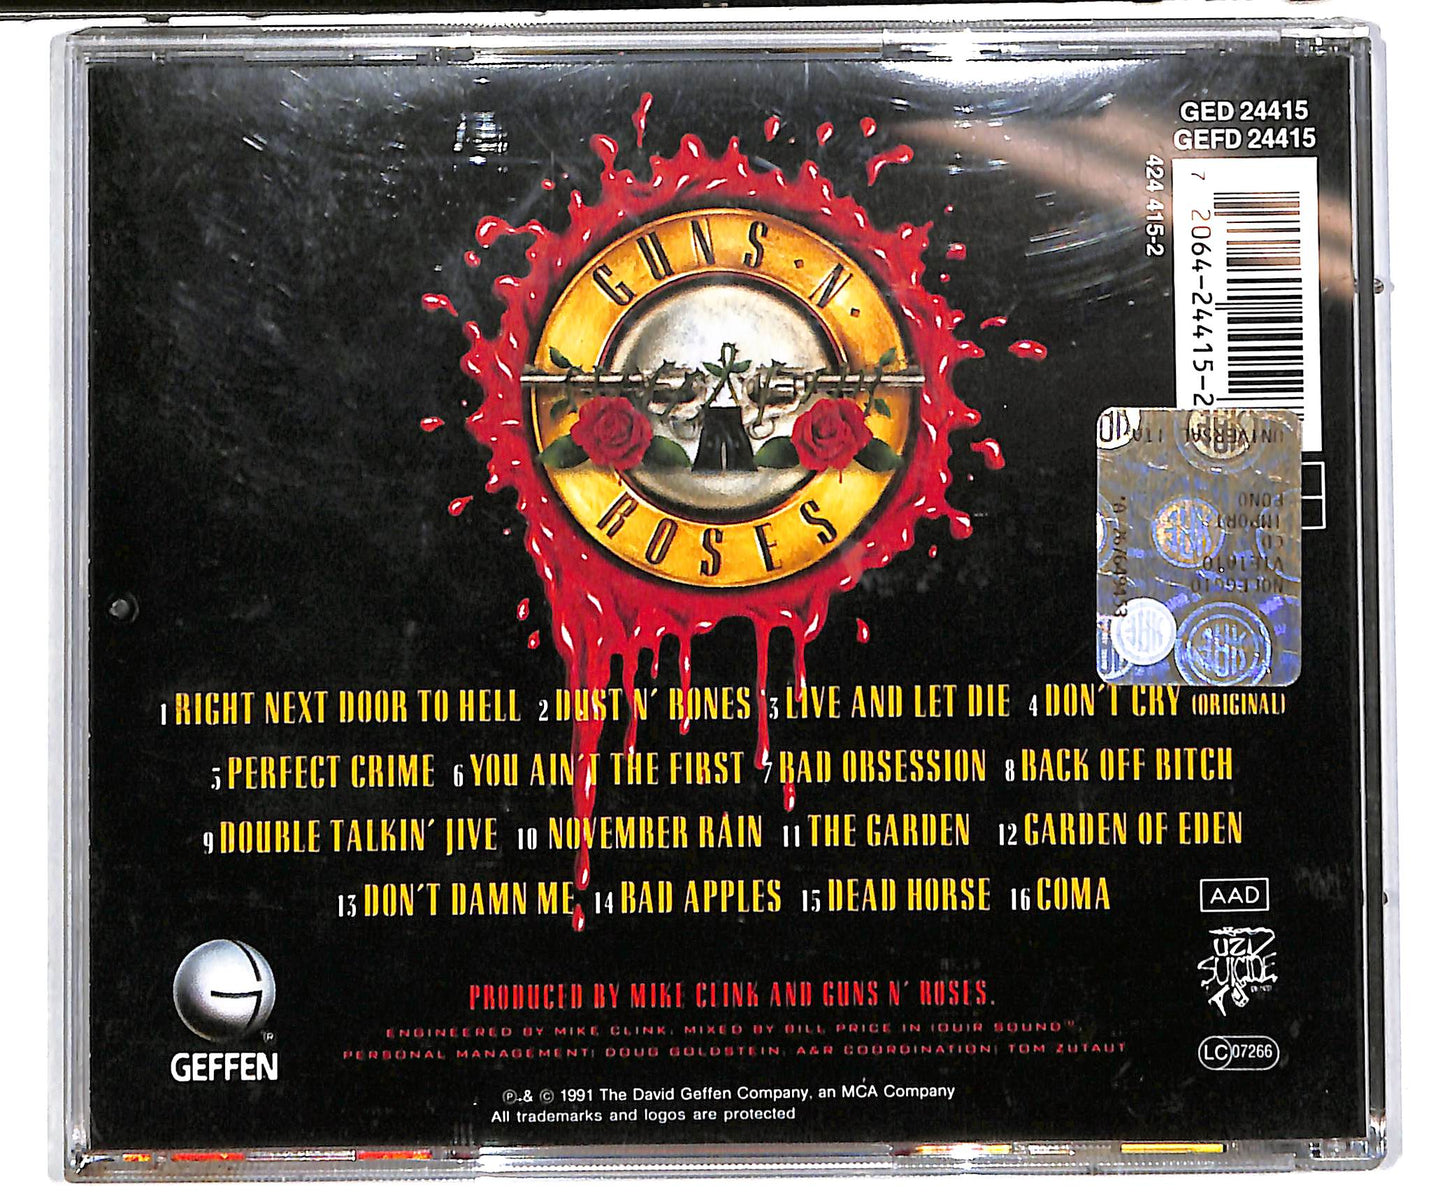 GED 24415
GEFD 24415
424 415-2
7 2064-24415-2
GUNS N'
ROSES
1 RIGHT NEXT DOOR TO HELL 2 DUST N' BONES 3 LIVE AND LET DIE 4 DON'T CRY (ORIGINAL)
5 PERFECT CRIME 6 YOU AIN'T THE FIRST 7 BAD OBSESSION 8 BACK OFF BITCH
9 DOUBLE TALKIN' JIVE 10 NOVEMBER RAIN 11 THE GARDEN 12 GARDEN OF EDEN
13 DON'T DAMN ME 14 BAD APPLES 15 DEAD HORSE 16 COMA
AAD
UZI
SUICIDE
PRODUCED BY MIKE CLINK AND GUNS N' ROSES.
ENGINEERED BY MIKE CLINK, MIXED BY BILL PRICE IN
PERSONAL MANAGEMENT: DOUG GOLDSTEIN, A&R COORDINATION: TOM ZUTAUT
GEFFEN
®
LC 07266
℗ & © 1991 The David Geffen Company, an MCA Company
All trademarks and logos are protected
UNIVERSAL ITA
IMPORT
NOLEGGIO